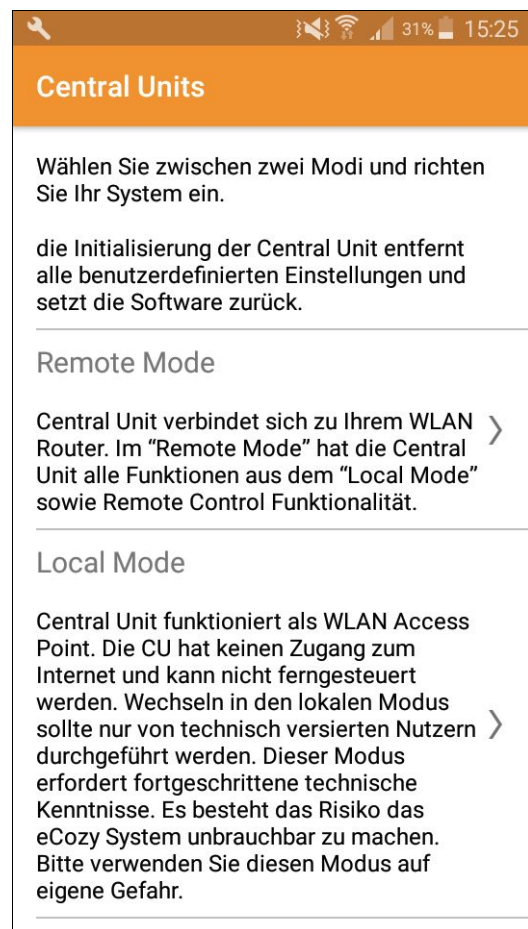 31% 15:25
Central Units
Wählen Sie zwischen zwei Modi und richten
Sie Ihr System ein.
die Initialisierung der Central Unit entfernt
alle benutzerdefinierten Einstellungen und
setzt die Software zurück.
Remote Mode
Central Unit verbindet sich zu Ihrem WLAN
Router. Im “Remote Mode” hat die Central
Unit alle Funktionen aus dem “Local Mode”
sowie Remote Control Funktionalität.
Local Mode
Central Unit funktioniert als WLAN Access
Point. Die CU hat keinen Zugang zum
Internet und kann nicht ferngesteuert
werden. Wechseln in den lokalen Modus
sollte nur von technisch versierten Nutzern
durchgeführt werden. Dieser Modus
erfordert fortgeschrittene technische
Kenntnisse. Es besteht das Risiko das
eCozy System unbrauchbar zu machen.
Bitte verwenden Sie diesen Modus auf
eigene Gefahr.